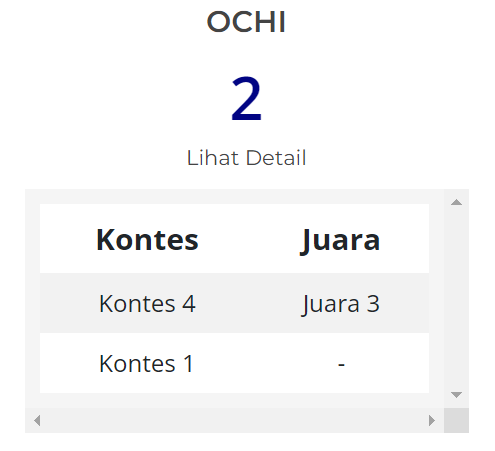 OCHI
2
Lihat Detail
Kontes Juara
Kontes 4 Juara 3
Kontes 1 -